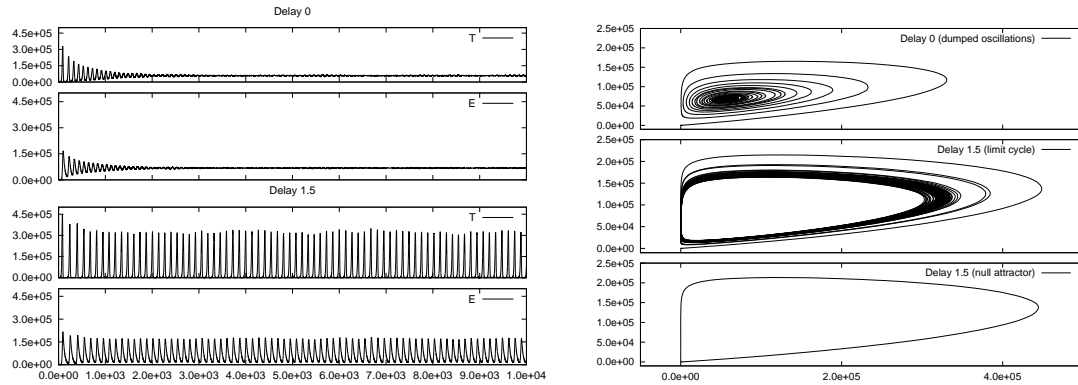 Delay 0
4.5e+05
T
3.0e+05
1.5e+05
0.0e+00
4.5e+05
E
3.0e+05
1.5e+05
0.0e+00
Delay 1.5
4.5e+05
T
3.0e+05
1.5e+05
0.0e+00
4.5e+05
E
3.0e+05
1.5e+05
0.0e+00
0.0e+00 1.0e+03 2.0e+03 3.0e+03 4.0e+03 5.0e+03 6.0e+03 7.0e+03 8.0e+03 9.0e+03 1.0e+04
2.5e+05
Delay 0 (dumped oscillations)
2.0e+05
1.5e+05
1.0e+05
5.0e+04
0.0e+00
2.5e+05
Delay 1.5 (limit cycle)
2.0e+05
1.5e+05
1.0e+05
5.0e+04
0.0e+00
2.5e+05
Delay 1.5 (null attractor)
2.0e+05
1.5e+05
1.0e+05
5.0e+04
0.0e+00
0.0e+00 2.0e+05 4.0e+05